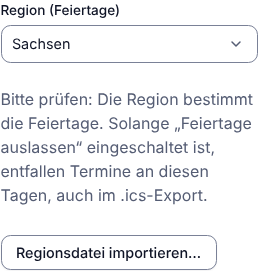 Region (Feiertage)
Sachsen
Bitte prüfen: Die Region bestimmt
die Feiertage. Solange „Feiertage
auslassen“ eingeschaltet ist,
entfallen Termine an diesen
Tagen, auch im .ics-Export.
Regionsdatei importieren...